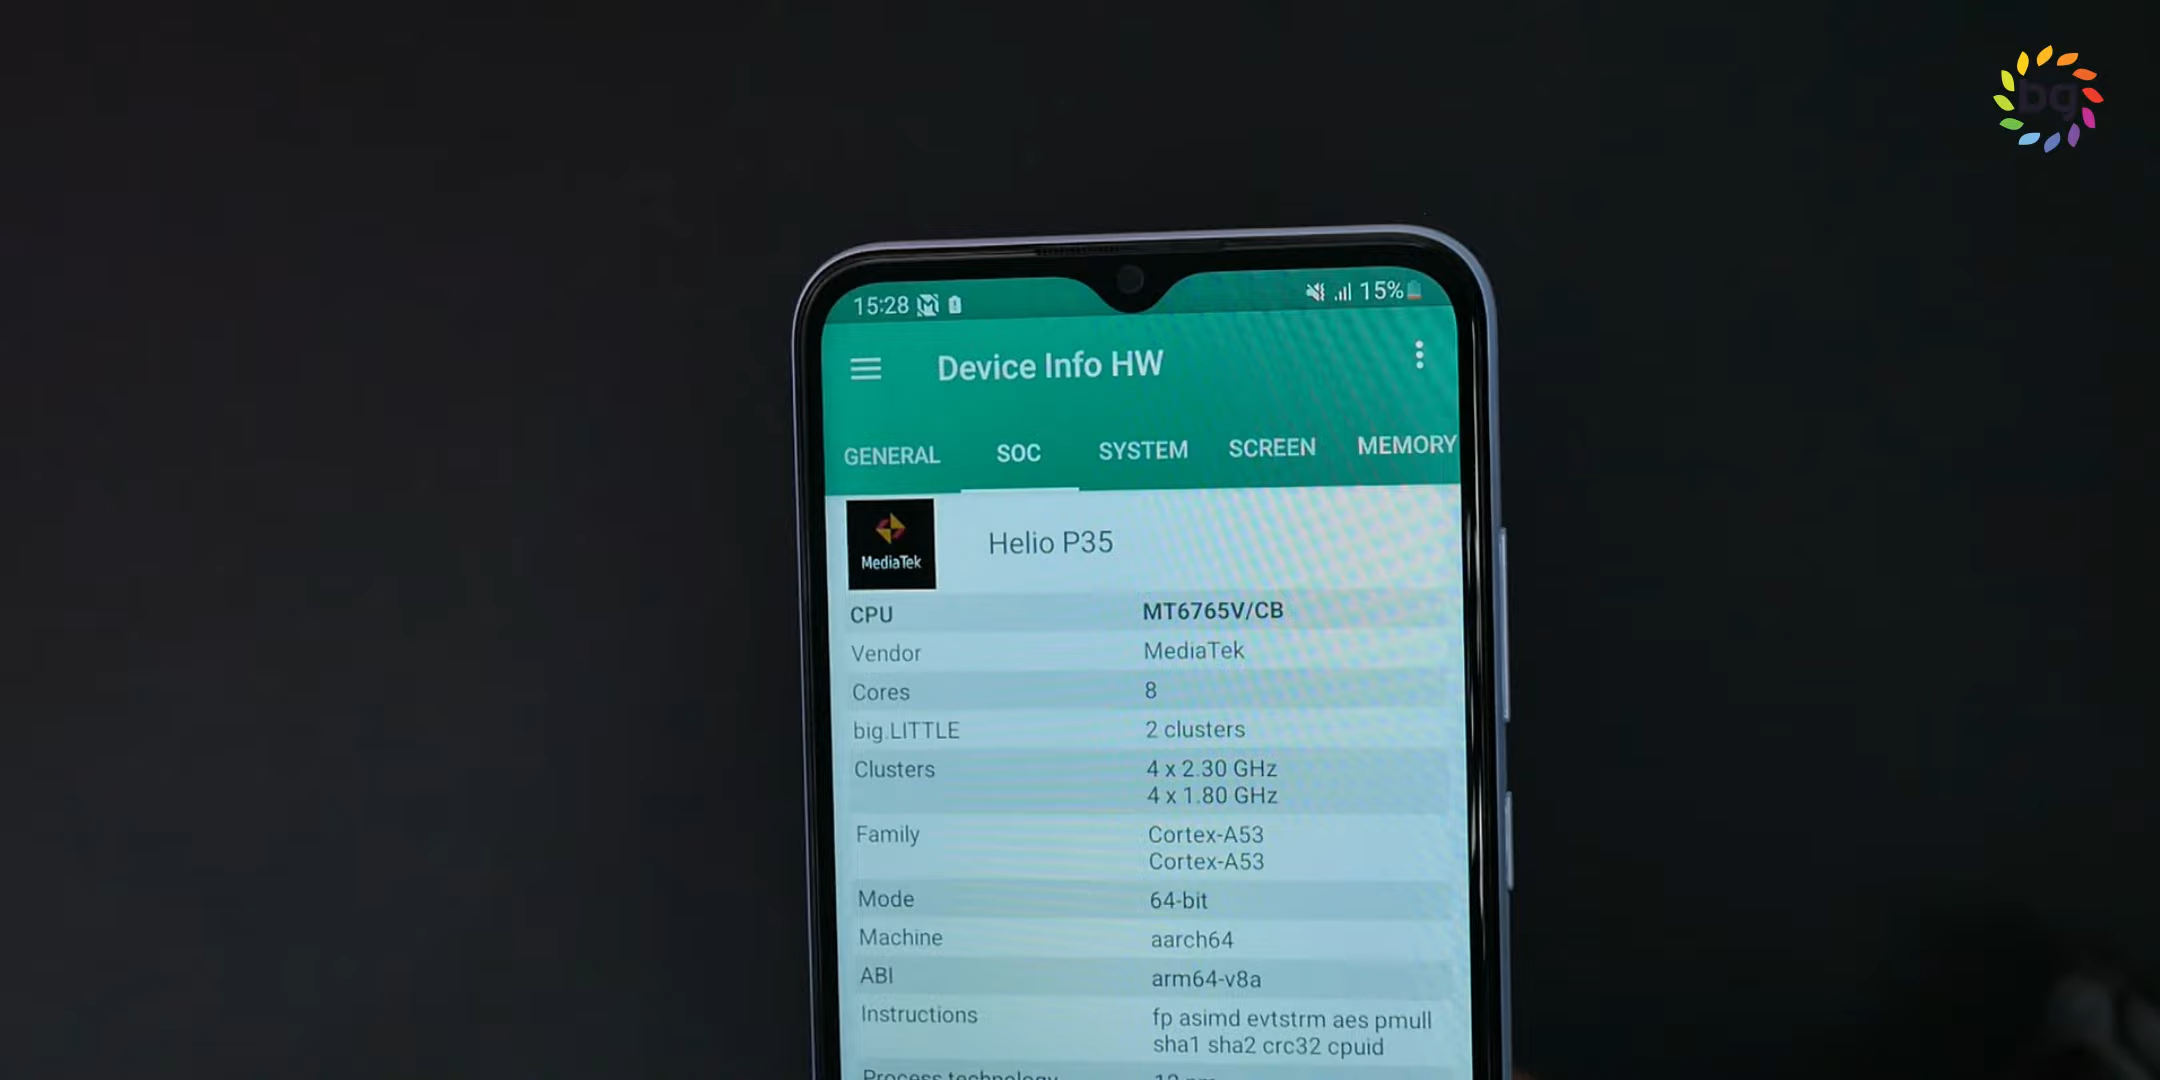 bg
15:28
15%
Device Info HW
GENERAL SOC SYSTEM SCREEN MEMORY
MediaTek
Helio P35
CPU MT6765V/CB
Vendor MediaTek
Cores 8
big.LITTLE 2 clusters
Clusters 4 x 2.30 GHz
4 x 1.80 GHz
Family Cortex-A53
Cortex-A53
Mode 64-bit
Machine aarch64
ABI arm64-v8a
Instructions fp asimd evtstrm aes pmull
sha1 sha2 crc32 cpuid
Process technology